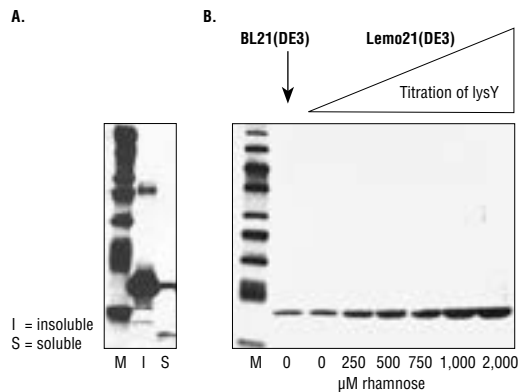 A.
B.
BL21(DE3)
Lemo21(DE3)
Titration of lysY
I = insoluble
S = soluble
M I S
M 0 0 250 500 750 1,000 2,000
μM rhamnose